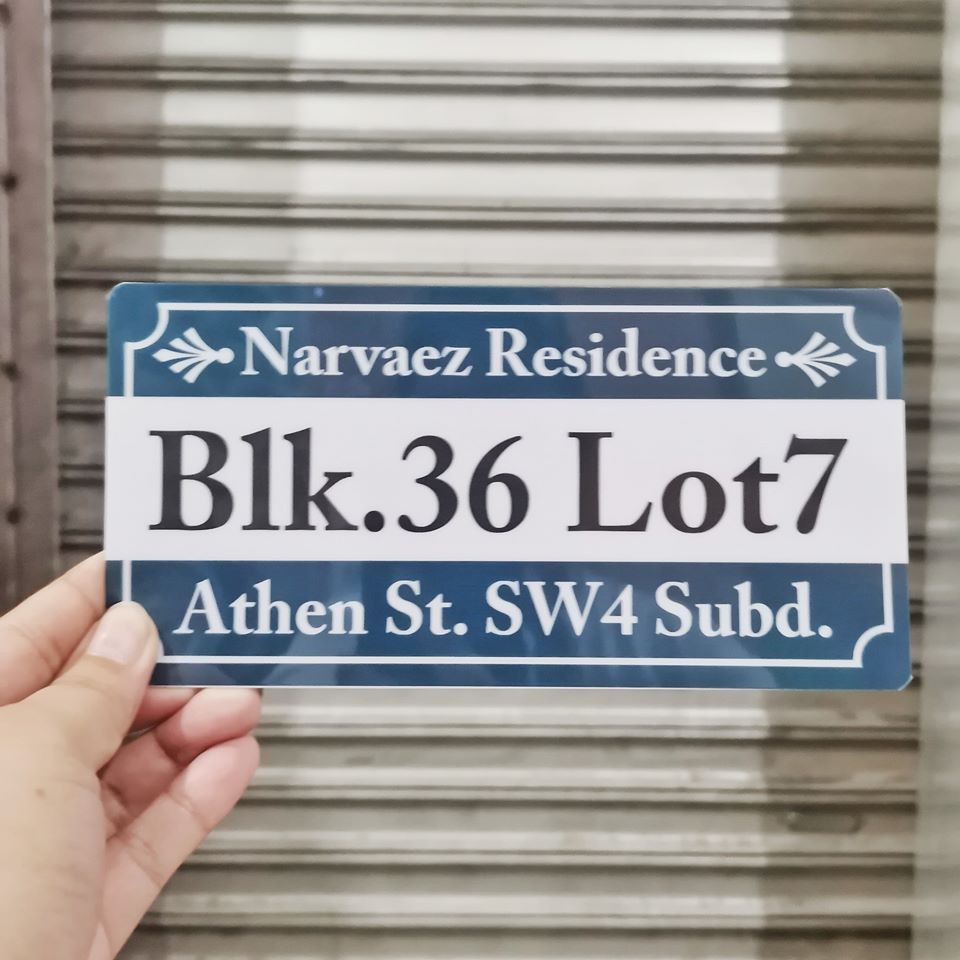 Narvaez Residence
Blk.36 Lot7
Athen St. SW4 Subd.